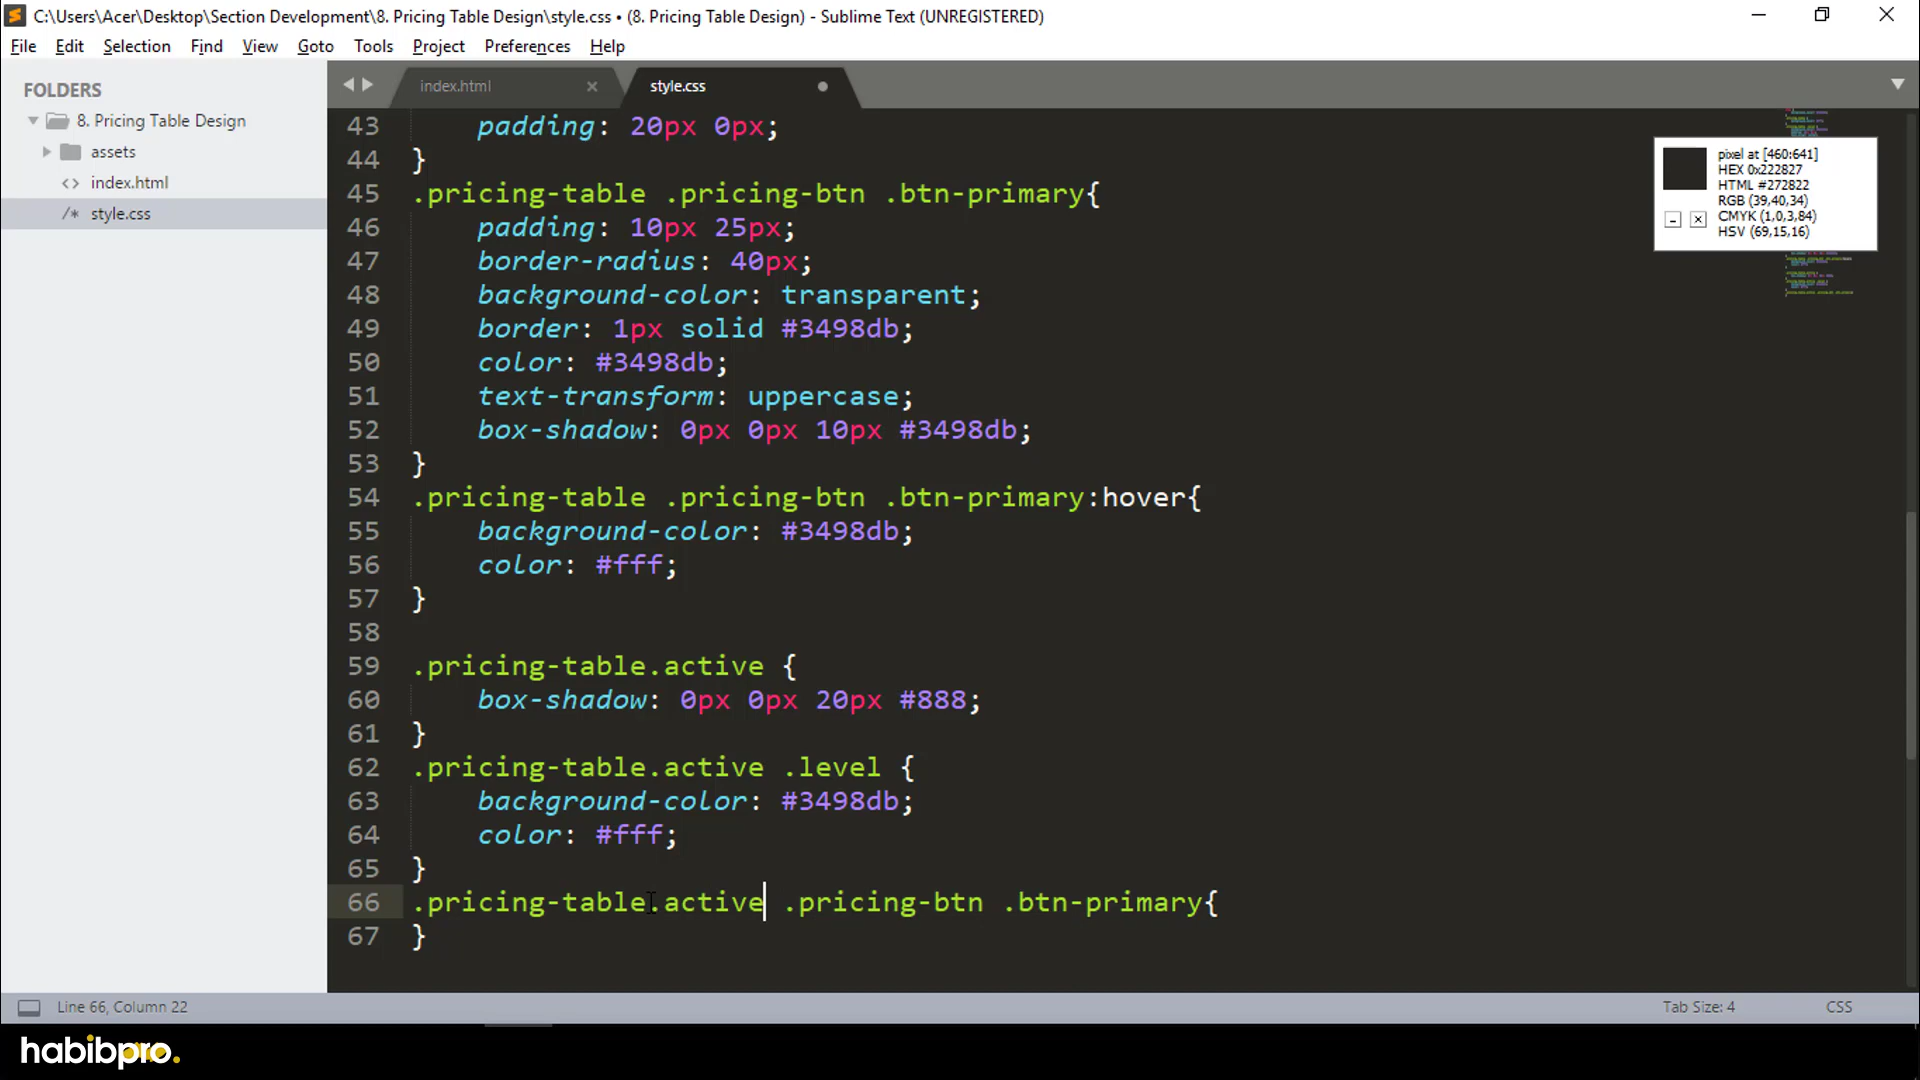 C:\Users\Acer\Desktop\Section Development\8. Pricing Table Design\style.css • (8. Pricing Table Design) - Sublime Text (UNREGISTERED)
File Edit Selection Find View Goto Tools Project Preferences Help
FOLDERS
8. Pricing Table Design
assets
<> index.html
/* style.css
index.html
style.css
43 padding: 20px 0px;
44 }
45 .pricing-table .pricing-btn .btn-primary{
46 padding: 10px 25px;
47 border-radius: 40px;
48 background-color: transparent;
49 border: 1px solid #3498db;
50 color: #3498db;
51 text-transform: uppercase;
52 box-shadow: 0px 0px 10px #3498db;
53 }
54 .pricing-table .pricing-btn .btn-primary:hover{
55 background-color: #3498db;
56 color: #fff;
57 }
58
59 .pricing-table.active {
60 box-shadow: 0px 0px 20px #888;
61 }
62 .pricing-table.active .level {
63 background-color: #3498db;
64 color: #fff;
65 }
66 .pricing-table.active .pricing-btn .btn-primary{
67 }
pixel at [460:641]
HEX 0x222827
HTML #272822
RGB (39,40,34)
CMYK (1,0,3,84)
HSV (69,15,16)
Line 66, Column 22
Tab Size: 4
CSS
habibpro.